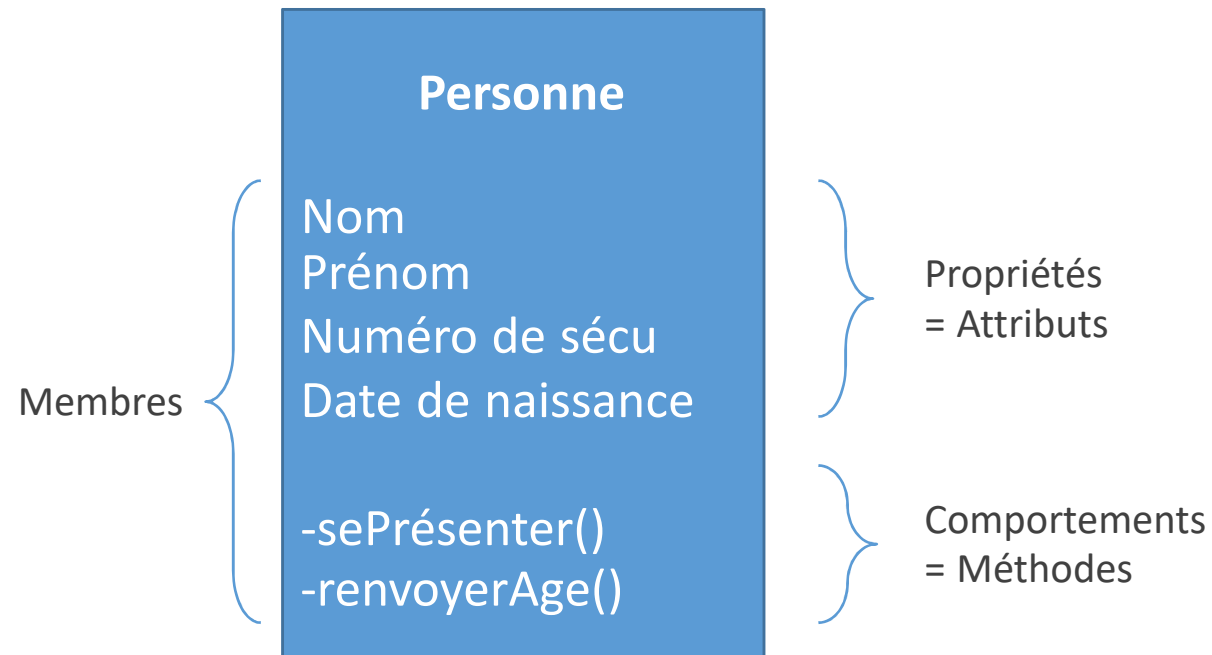 Personne
Membres
Nom
Prénom
Numéro de sécu
Date de naissance
-sePrésenter()
-renvoyerAge()
Propriétés
= Attributs
Comportements
= Méthodes